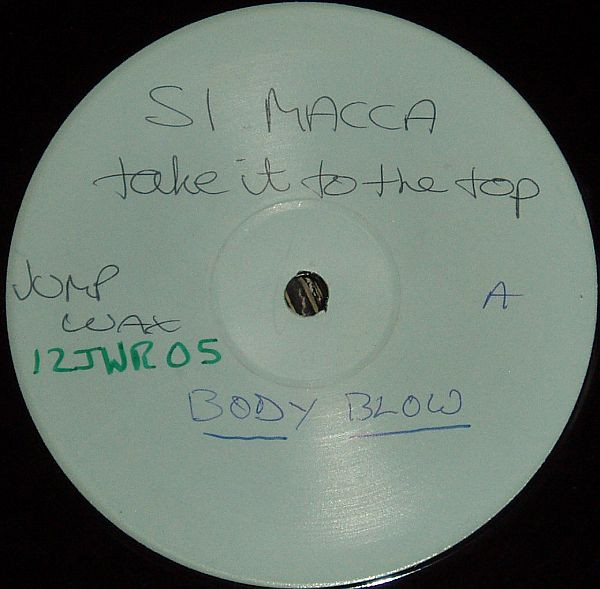 SI MACCA
take it to the top
JUMP
WAX
A
12JWR05
BODY BLOW